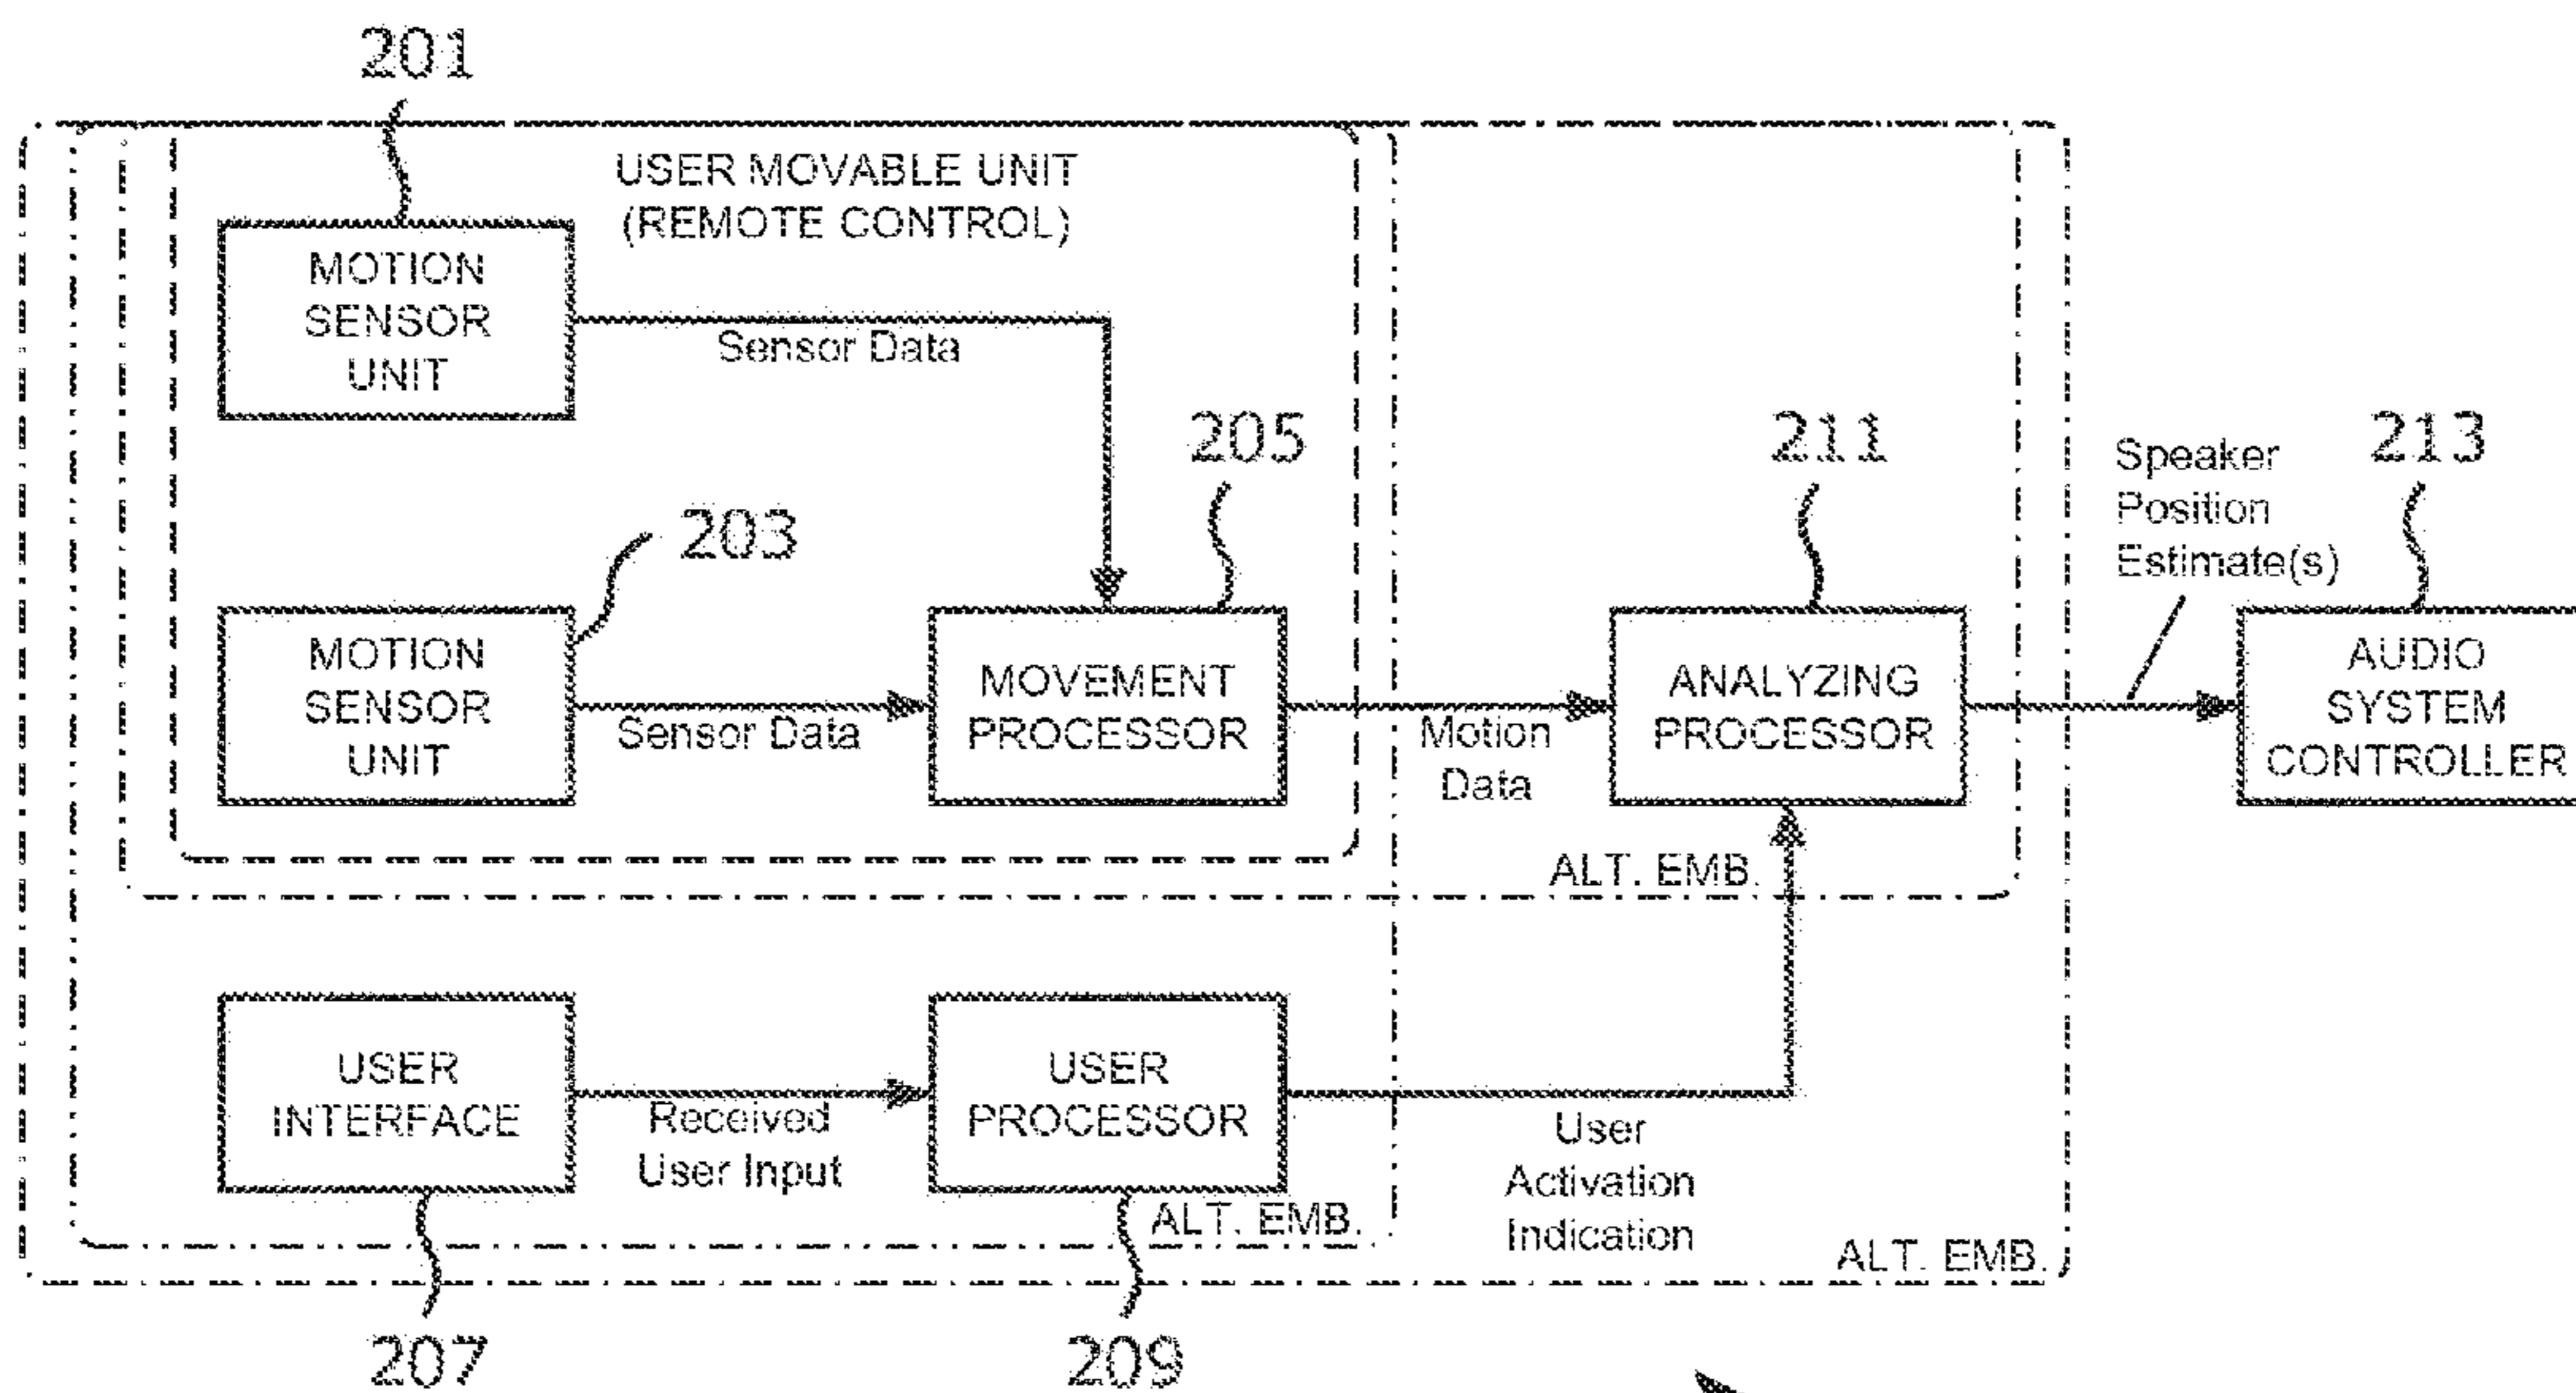 201
USER MOVABLE UNIT
(REMOTE CONTROL)
MOTION
SENSOR
UNIT
Sensor Data
205
211
Speaker
Position
Estimate(s)
213
203
MOTION
SENSOR
UNIT
Sensor Data
MOVEMENT
PROCESSOR
Motion
Data
ANALYZING
PROCESSOR
AUDIO
SYSTEM
CONTROLLER
ALT. EMB.
USER
INTERFACE
Received
User Input
USER
PROCESSOR
User
Activation
Indication
ALT. EMB.
ALT. EMB.
207
209